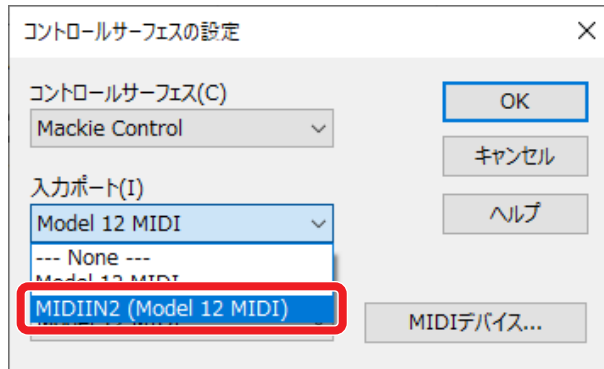 コントロールサーフェスの設定
コントロールサーフェス(C)
Mackie Control
OK
キャンセル
入力ポート(I)
Model 12 MIDI
ヘルプ
--- None ---
Model 12 MIDI
MIDIIN2 (Model 12 MIDI)
Model 12 MIDI
MIDIデバイス...